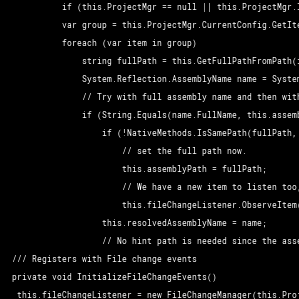 if (this.ProjectMgr == null || this.ProjectMgr.
var group = this.ProjectMgr.CurrentConfig.GetIte
foreach (var item in group)
string fullPath = this.GetFullPathFromPath(
System.Reflection.AssemblyName name = System
// Try with full assembly name and then with
if (String.Equals(name.FullName, this.assemb
if (!NativeMethods.IsSamePath(fullPath,
// set the full path now.
this.assemblyPath = fullPath;
// We have a new item to listen too,
this.fileChangeListener.ObserveItem(
this.resolvedAssemblyName = name;
// No hint path is needed since the asse
/// Registers with File change events
private void InitializeFileChangeEvents()
this.fileChangeListener = new FileChangeManager(this.Pro